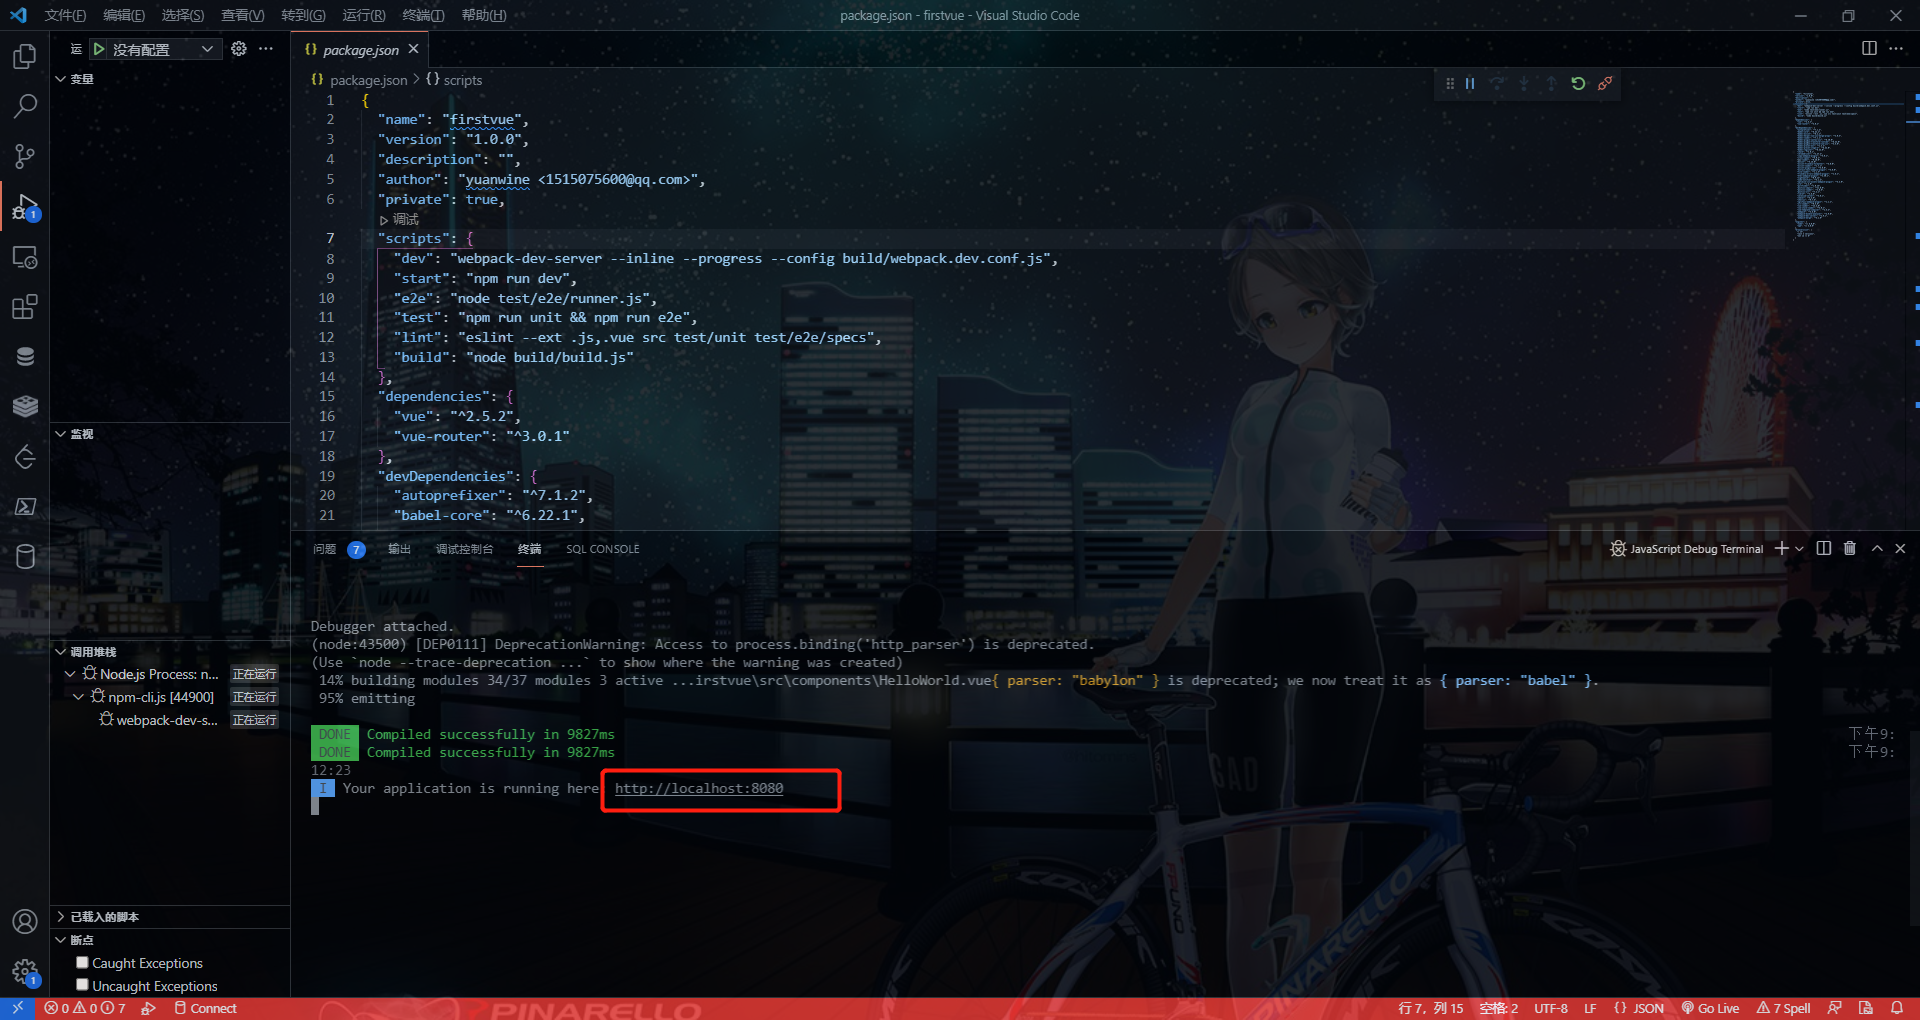 文件(F) 编辑(E) 选择(S) 查看(V) 转到(G) 运行(R) 终端(T) 帮助(H)
package.json - firstvue - Visual Studio Code
运 没有配置
变量
监视
调用堆栈
Node.js Process: n... 正在运行
npm-cli.js [44900] 正在运行
webpack-dev-s... 正在运行
已载入的脚本
断点
Caught Exceptions
Uncaught Exceptions
1
1
package.json
package.json > {} scripts
1 {
2 "name": "firstvue",
3 "version": "1.0.0",
4 "description": "",
5 "author": "yuanwine <1515075600@qq.com>",
6 "private": true,
调试
7 "scripts": {
8 "dev": "webpack-dev-server --inline --progress --config build/webpack.dev.conf.js",
9 "start": "npm run dev",
10 "e2e": "node test/e2e/runner.js",
11 "test": "npm run unit && npm run e2e",
12 "lint": "eslint --ext .js,.vue src test/unit test/e2e/specs",
13 "build": "node build/build.js"
14 },
15 "dependencies": {
16 "vue": "^2.5.2",
17 "vue-router": "^3.0.1"
18 },
19 "devDependencies": {
20 "autoprefixer": "^7.1.2",
21 "babel-core": "^6.22.1",
问题 7 输出 调试控制台 终端 SQL CONSOLE
JavaScript Debug Terminal
Debugger attached.
(node:43500) [DEP0111] DeprecationWarning: Access to process.binding('http_parser') is deprecated.
(Use `node --trace-deprecation ...` to show where the warning was created)
14% building modules 34/37 modules 3 active ...irstvue\src\components\HelloWorld.vue{ parser: "babylon" } is deprecated; we now treat it as { parser: "babel" }.
95% emitting
DONE Compiled successfully in 9827ms 下午9:
DONE Compiled successfully in 9827ms 下午9:
12:23
I Your application is running here http://localhost:8080
GAD
PINARELLO
PINARELLO
0 0 7 Connect
行 7，列 15 空格: 2 UTF-8 LF {} JSON Go Live 7 Spell